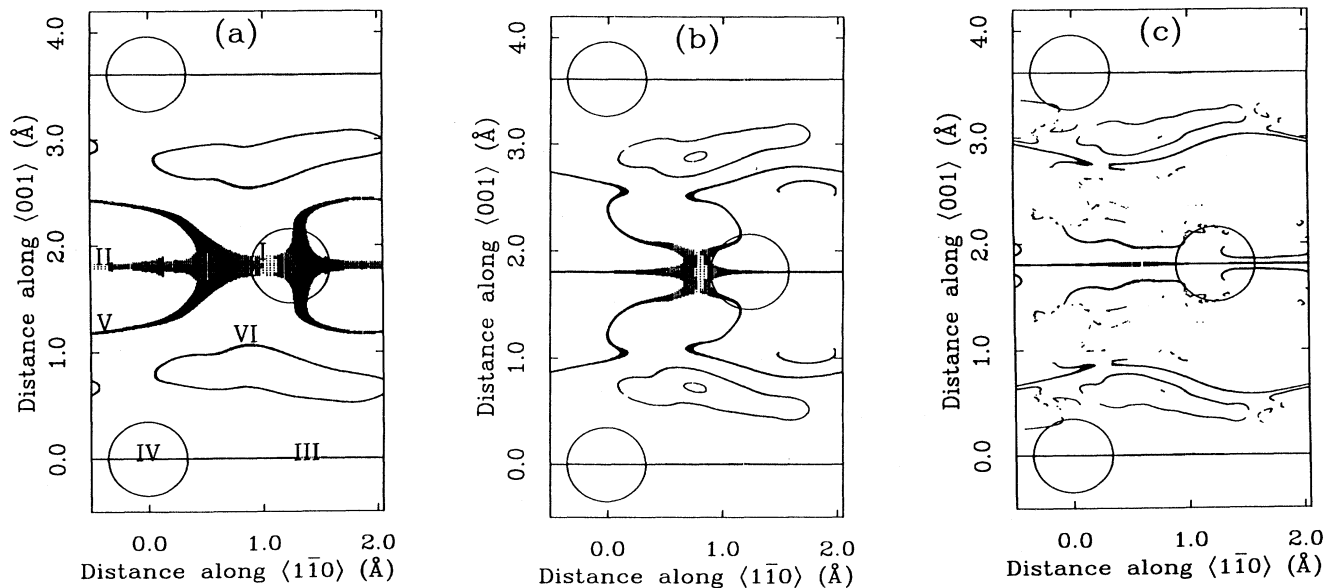 (a)
4.0
3.0
2.0
1.0
0.0
Distance along ⟨001⟩ (Å)
I
II
V
VI
IV
III
0.0 1.0 2.0
Distance along ⟨11̄0⟩ (Å)
(b)
4.0
3.0
2.0
1.0
0.0
Distance along ⟨001⟩ (Å)
0.0 1.0 2.0
Distance along ⟨11̄0⟩ (Å)
(c)
4.0
3.0
2.0
1.0
0.0
Distance along ⟨001⟩ (Å)
0.0 1.0 2.0
Distance along ⟨11̄0⟩ (Å)